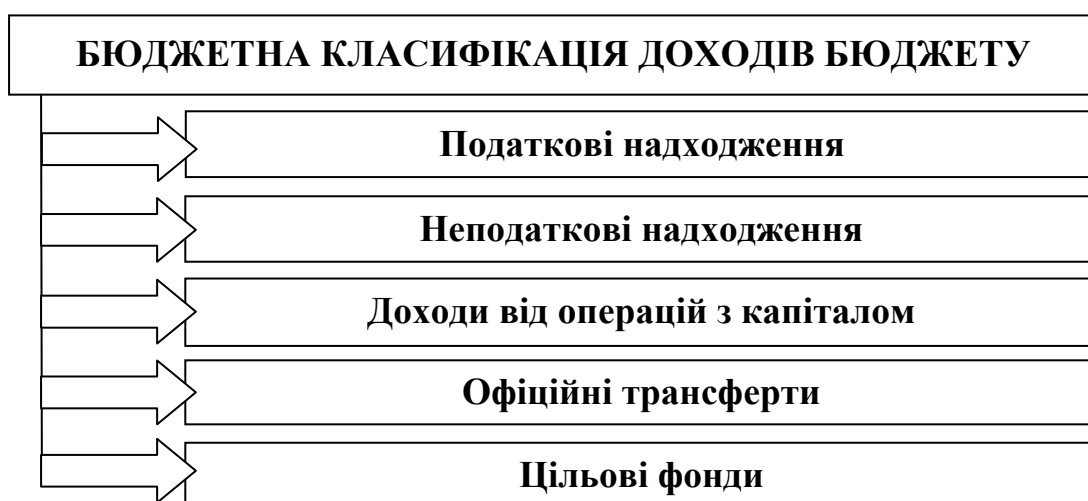 БЮДЖЕТНА КЛАСИФІКАЦІЯ ДОХОДІВ БЮДЖЕТУ
Податкові надходження
Неподаткові надходження
Доходи від операцій з капіталом
Офіційні трансферти
Цільові фонди